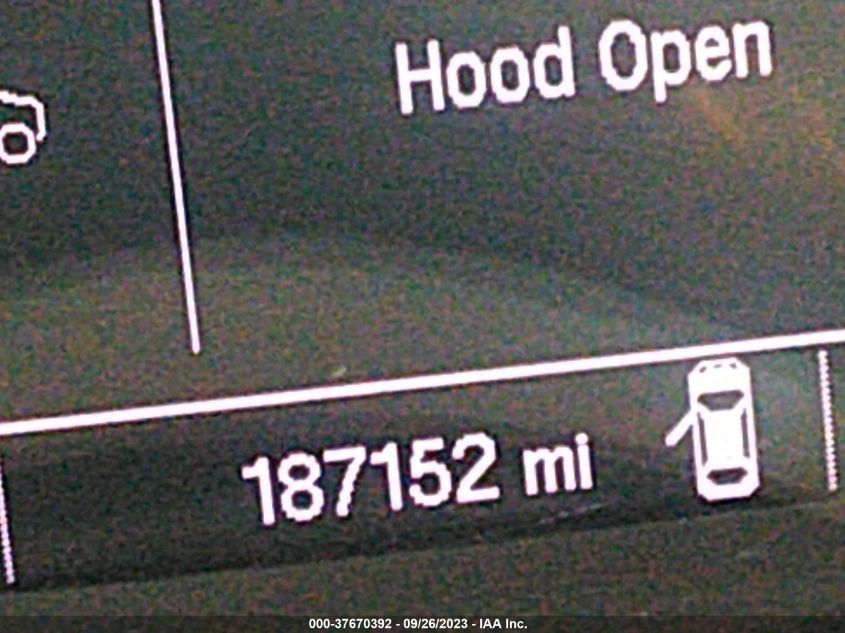 Hood Open
187152 mi
000-37670392 - 09/26/2023 - IAA Inc.